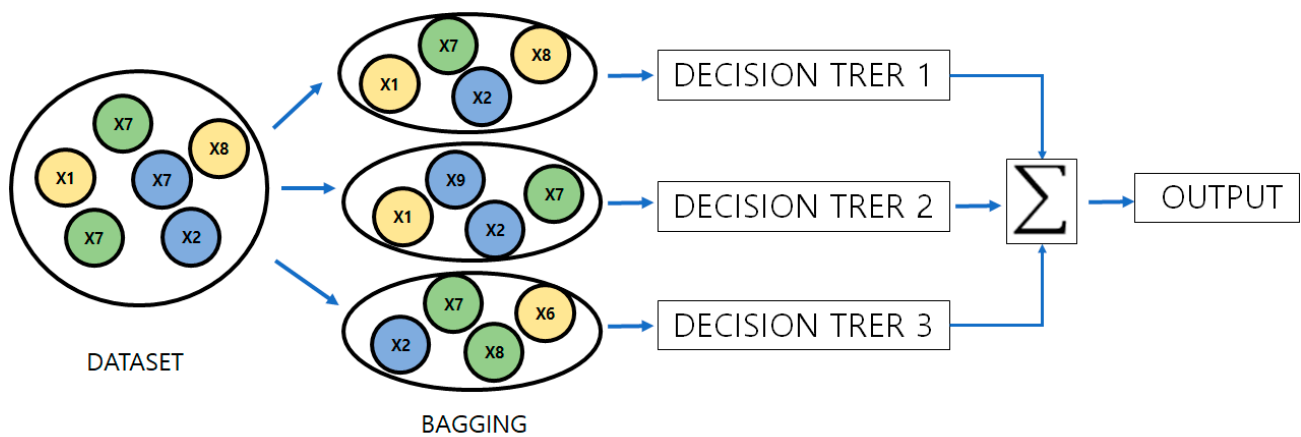 X7
X8
X1
X7
X7
X2
DATASET
X7
X8
X1
X2
X9
X7
X1
X2
X7
X6
X2
X8
BAGGING
DECISION TRER 1
DECISION TRER 2
DECISION TRER 3
∑
OUTPUT